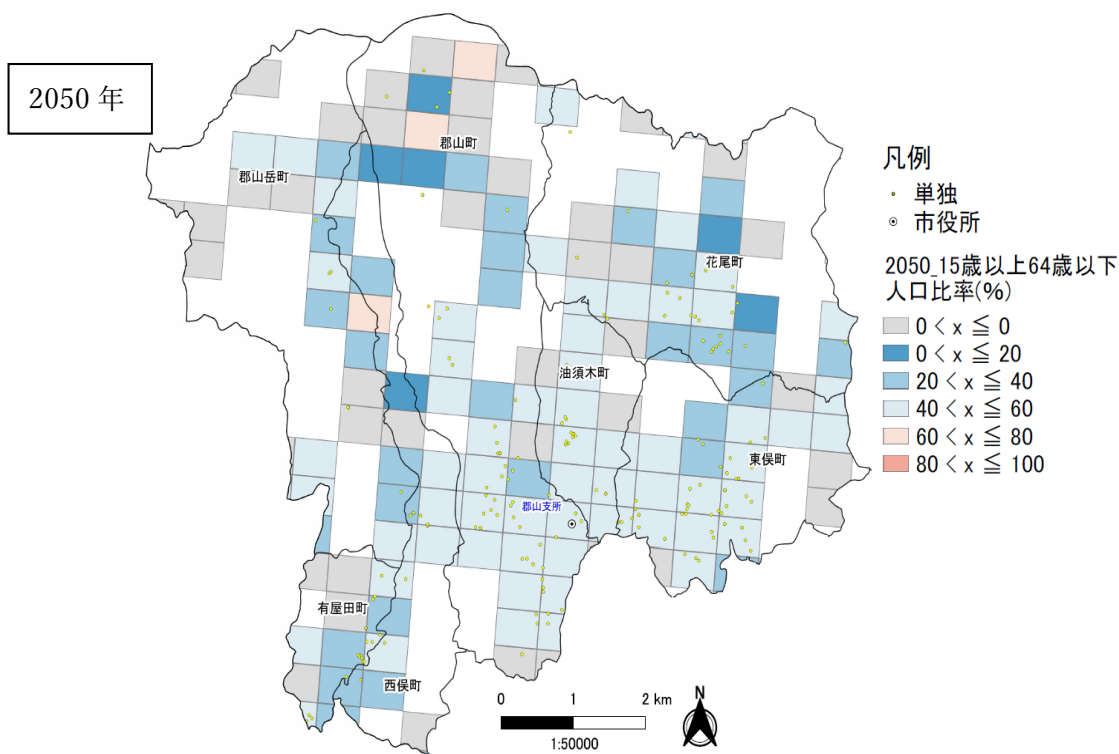 2050 年
郡山町
郡山岳町
花尾町
油須木町
東俣町
郡山支所
有屋田町
西俣町
凡例
単独
市役所
2050_15歳以上64歳以下
人口比率(%)
0 < x ≦ 0
0 < x ≦ 20
20 < x ≦ 40
40 < x ≦ 60
60 < x ≦ 80
80 < x ≦ 100
0 1 2 km
1:50000
N